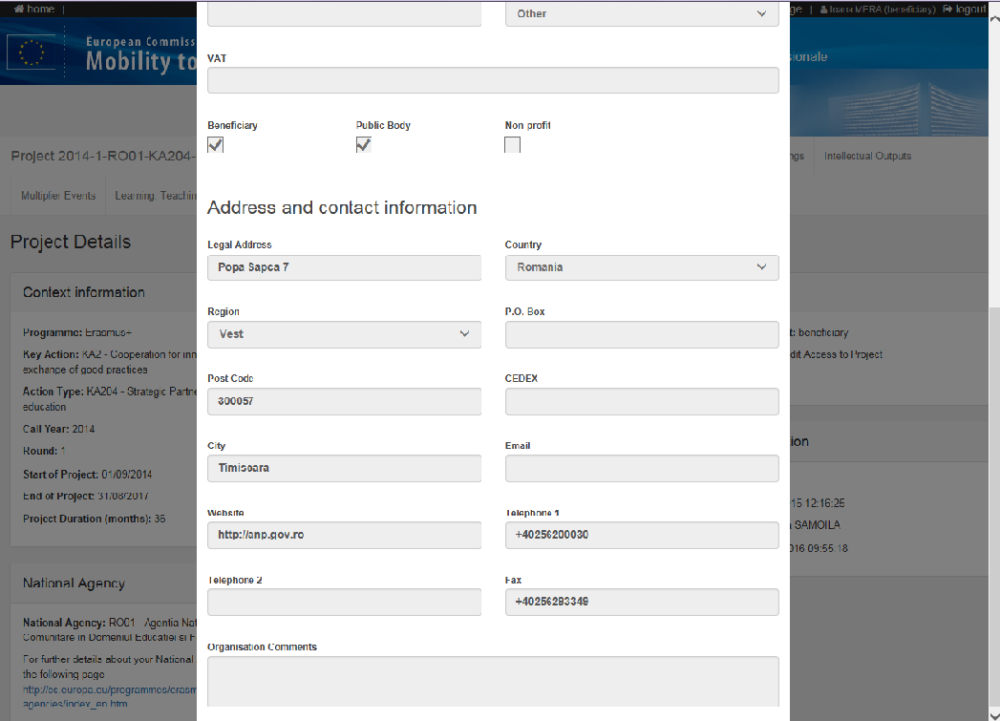 home |
ge | Ioana MERA (beneficiary) logout
European Commiss
Mobility to
sionale
Project 2014-1-RO01-KA204-
ngs
Intellectual Outputs
Multiplier Events
Learning, Teachin
Project Details
Context information
Programme: Erasmus+
Key Action: KA2 - Cooperation for inn
exchange of good practices
Action Type: KA204 - Strategic Partne
education
Call Year: 2014
Round: 1
Start of Project: 01/09/2014
End of Project: 31/08/2017
Project Duration (months): 36
National Agency
National Agency: RO01 - Agentia Nat
Comunitare in Domeniul Educatiei si F
For further details about your National
the following page
http://ec.europa.eu/programmes/erasm
agencies/index_en.htm
Other
VAT
Beneficiary
Public Body
Non profit
Address and contact information
Legal Address
Country
Popa Sapca 7
Romania
Region
P.O. Box
Vest
Post Code
CEDEX
300057
City
Email
Timisoara
Website
Telephone 1
http://anp.gov.ro
+40256200030
Telephone 2
Fax
+40256293349
Organisation Comments
t: beneficiary
dit Access to Project
ion
15 12:16:25
SAMOILA
016 09:55:18